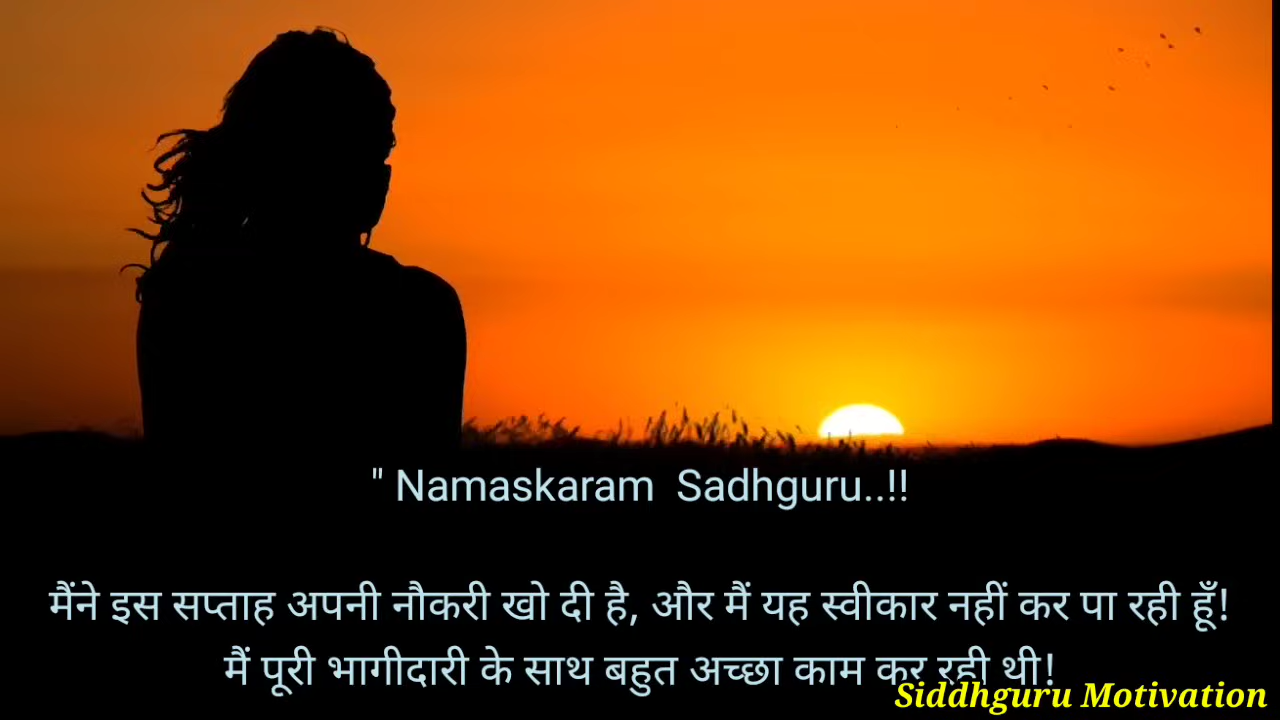 " Namaskaram Sadhguru..!!
मैंने इस सप्ताह अपनी नौकरी खो दी है, और मैं यह स्वीकार नहीं कर पा रही हूँ!
मैं पूरी भागीदारी के साथ बहुत अच्छा काम कर रही थी!
Siddhguru Motivation